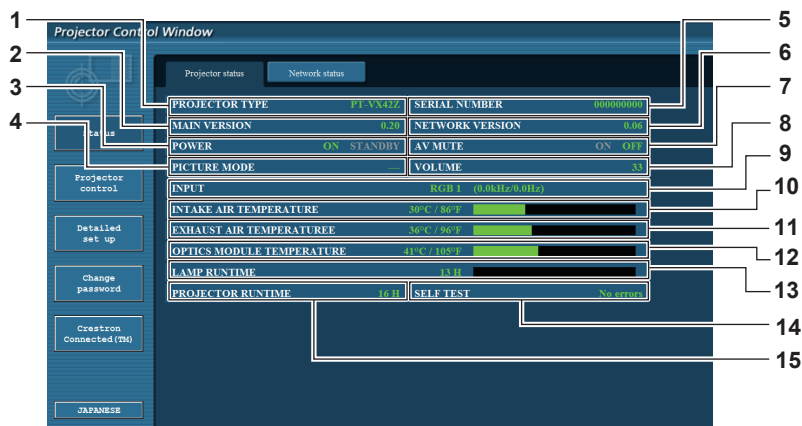 1
2
3
4
5
6
7
8
9
10
11
12
13
14
15
Projector Control Window
Projector status
Network status
Status
Projector
control
Detailed
set up
Change
password
Crestron
Connected(TM)
JAPANESE
PROJECTOR TYPE PT-VX42Z SERIAL NUMBER 000000000
MAIN VERSION 0.20 NETWORK VERSION 0.06
POWER ON STANDBY AV MUTE ON OFF
PICTURE MODE --- VOLUME 33
INPUT RGB 1 (0.0kHz/0.0Hz)
INTAKE AIR TEMPERATURE 30°C / 86°F
EXHAUST AIR TEMPERATUREE 36°C / 96°F
OPTICS MODULE TEMPERATURE 41°C / 105°F
LAMP RUNTIME 13 H
PROJECTOR RUNTIME 16 H SELF TEST No errors